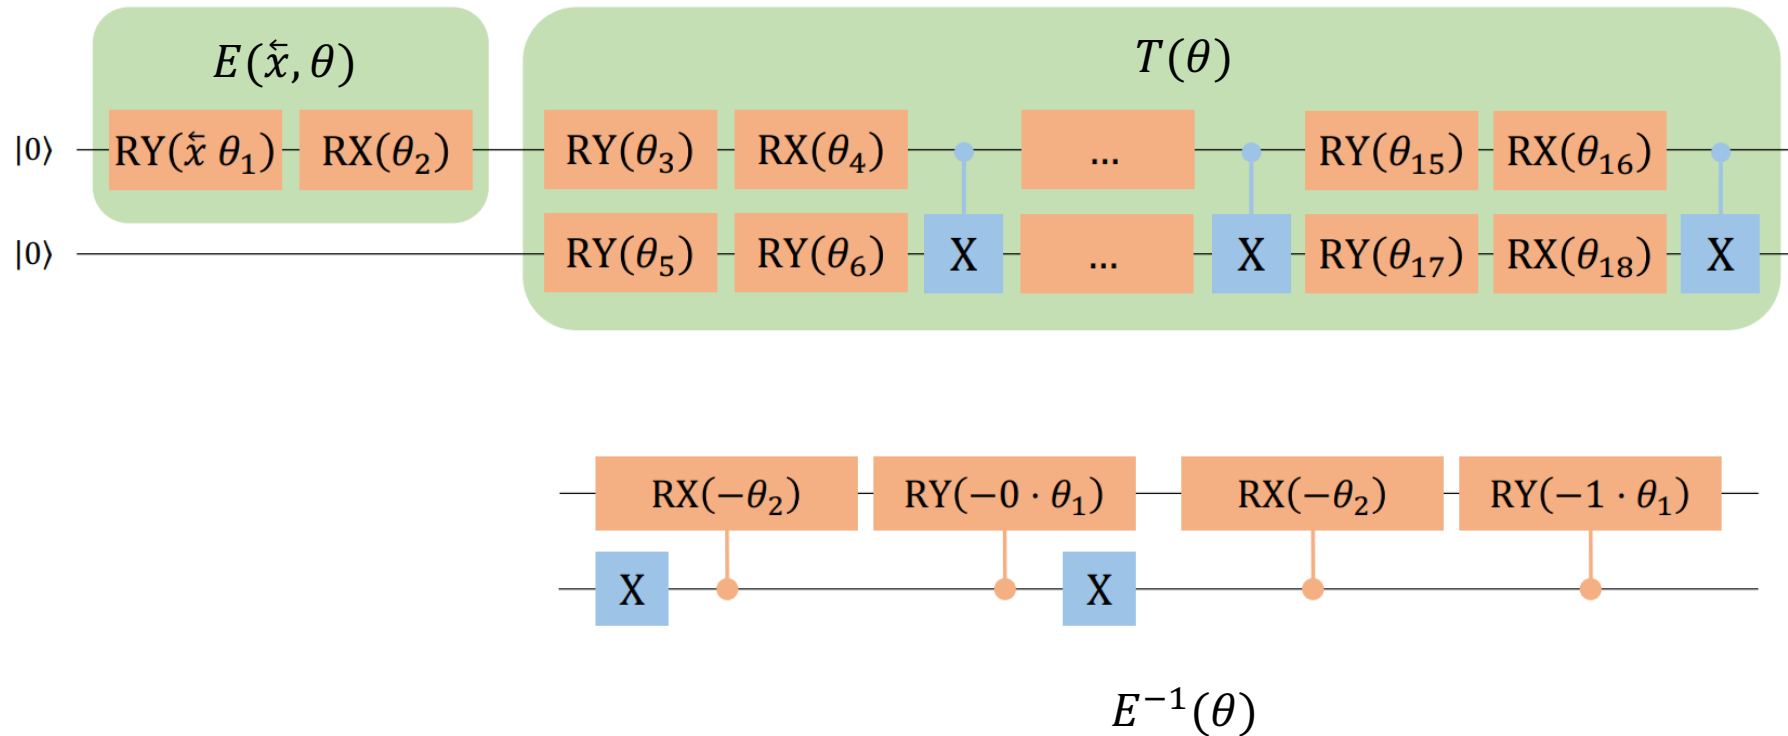 E(x⃖, θ)
T(θ)
|0⟩ RY(x⃖ θ₁) RX(θ₂) RY(θ₃) RX(θ₄) ... RY(θ₁₅) RX(θ₁₆)
|0⟩ RY(θ₅) RY(θ₆) X ... X RY(θ₁₇) RX(θ₁₈) X
RX(−θ₂) RY(−0 · θ₁) RX(−θ₂) RY(−1 · θ₁)
X X
E⁻¹(θ)